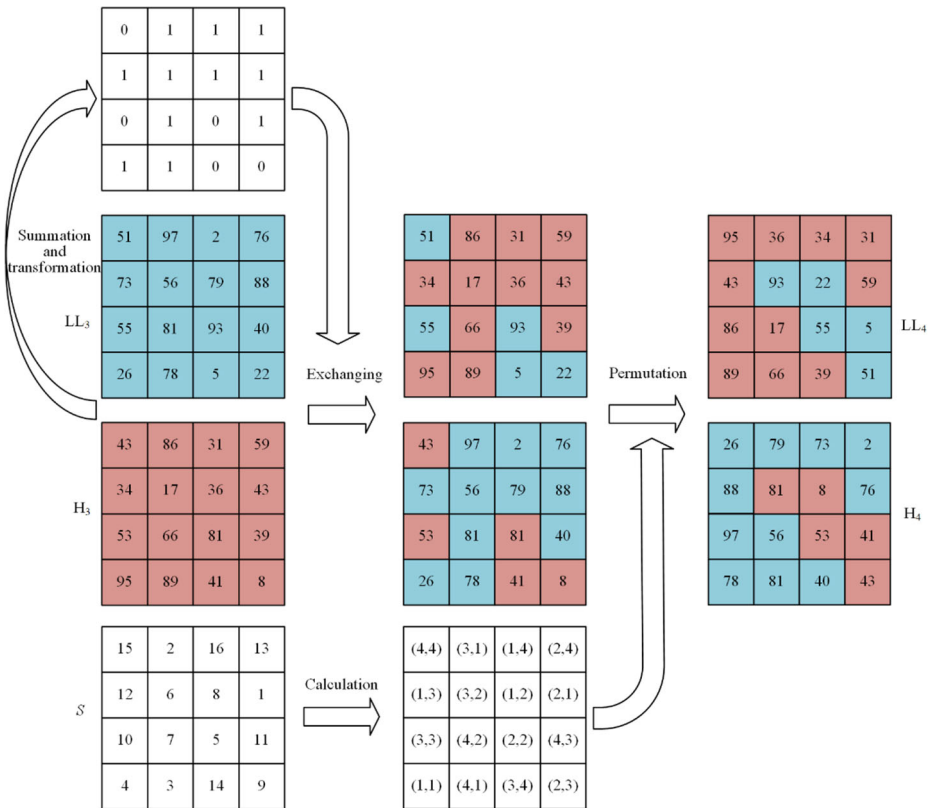 0 1 1 1
1 1 1 1
0 1 0 1
1 1 0 0
Summation
and
transformation
LL₃
51 97 2 76
73 56 79 88
55 81 93 40
26 78 5 22
51 86 31 59
34 17 36 43
55 66 93 39
95 89 5 22
95 36 34 31
43 93 22 59
86 17 55 5
89 66 39 51
LL₄
Exchanging
Permutation
H₃
43 86 31 59
34 17 36 43
53 66 81 39
95 89 41 8
43 97 2 76
73 56 79 88
53 81 81 40
26 78 41 8
26 79 73 2
88 81 8 76
97 56 53 41
78 81 40 43
H₄
S
15 2 16 13
12 6 8 1
10 7 5 11
4 3 14 9
Calculation
(4,4) (3,1) (1,4) (2,4)
(1,3) (3,2) (1,2) (2,1)
(3,3) (4,2) (2,2) (4,3)
(1,1) (4,1) (3,4) (2,3)